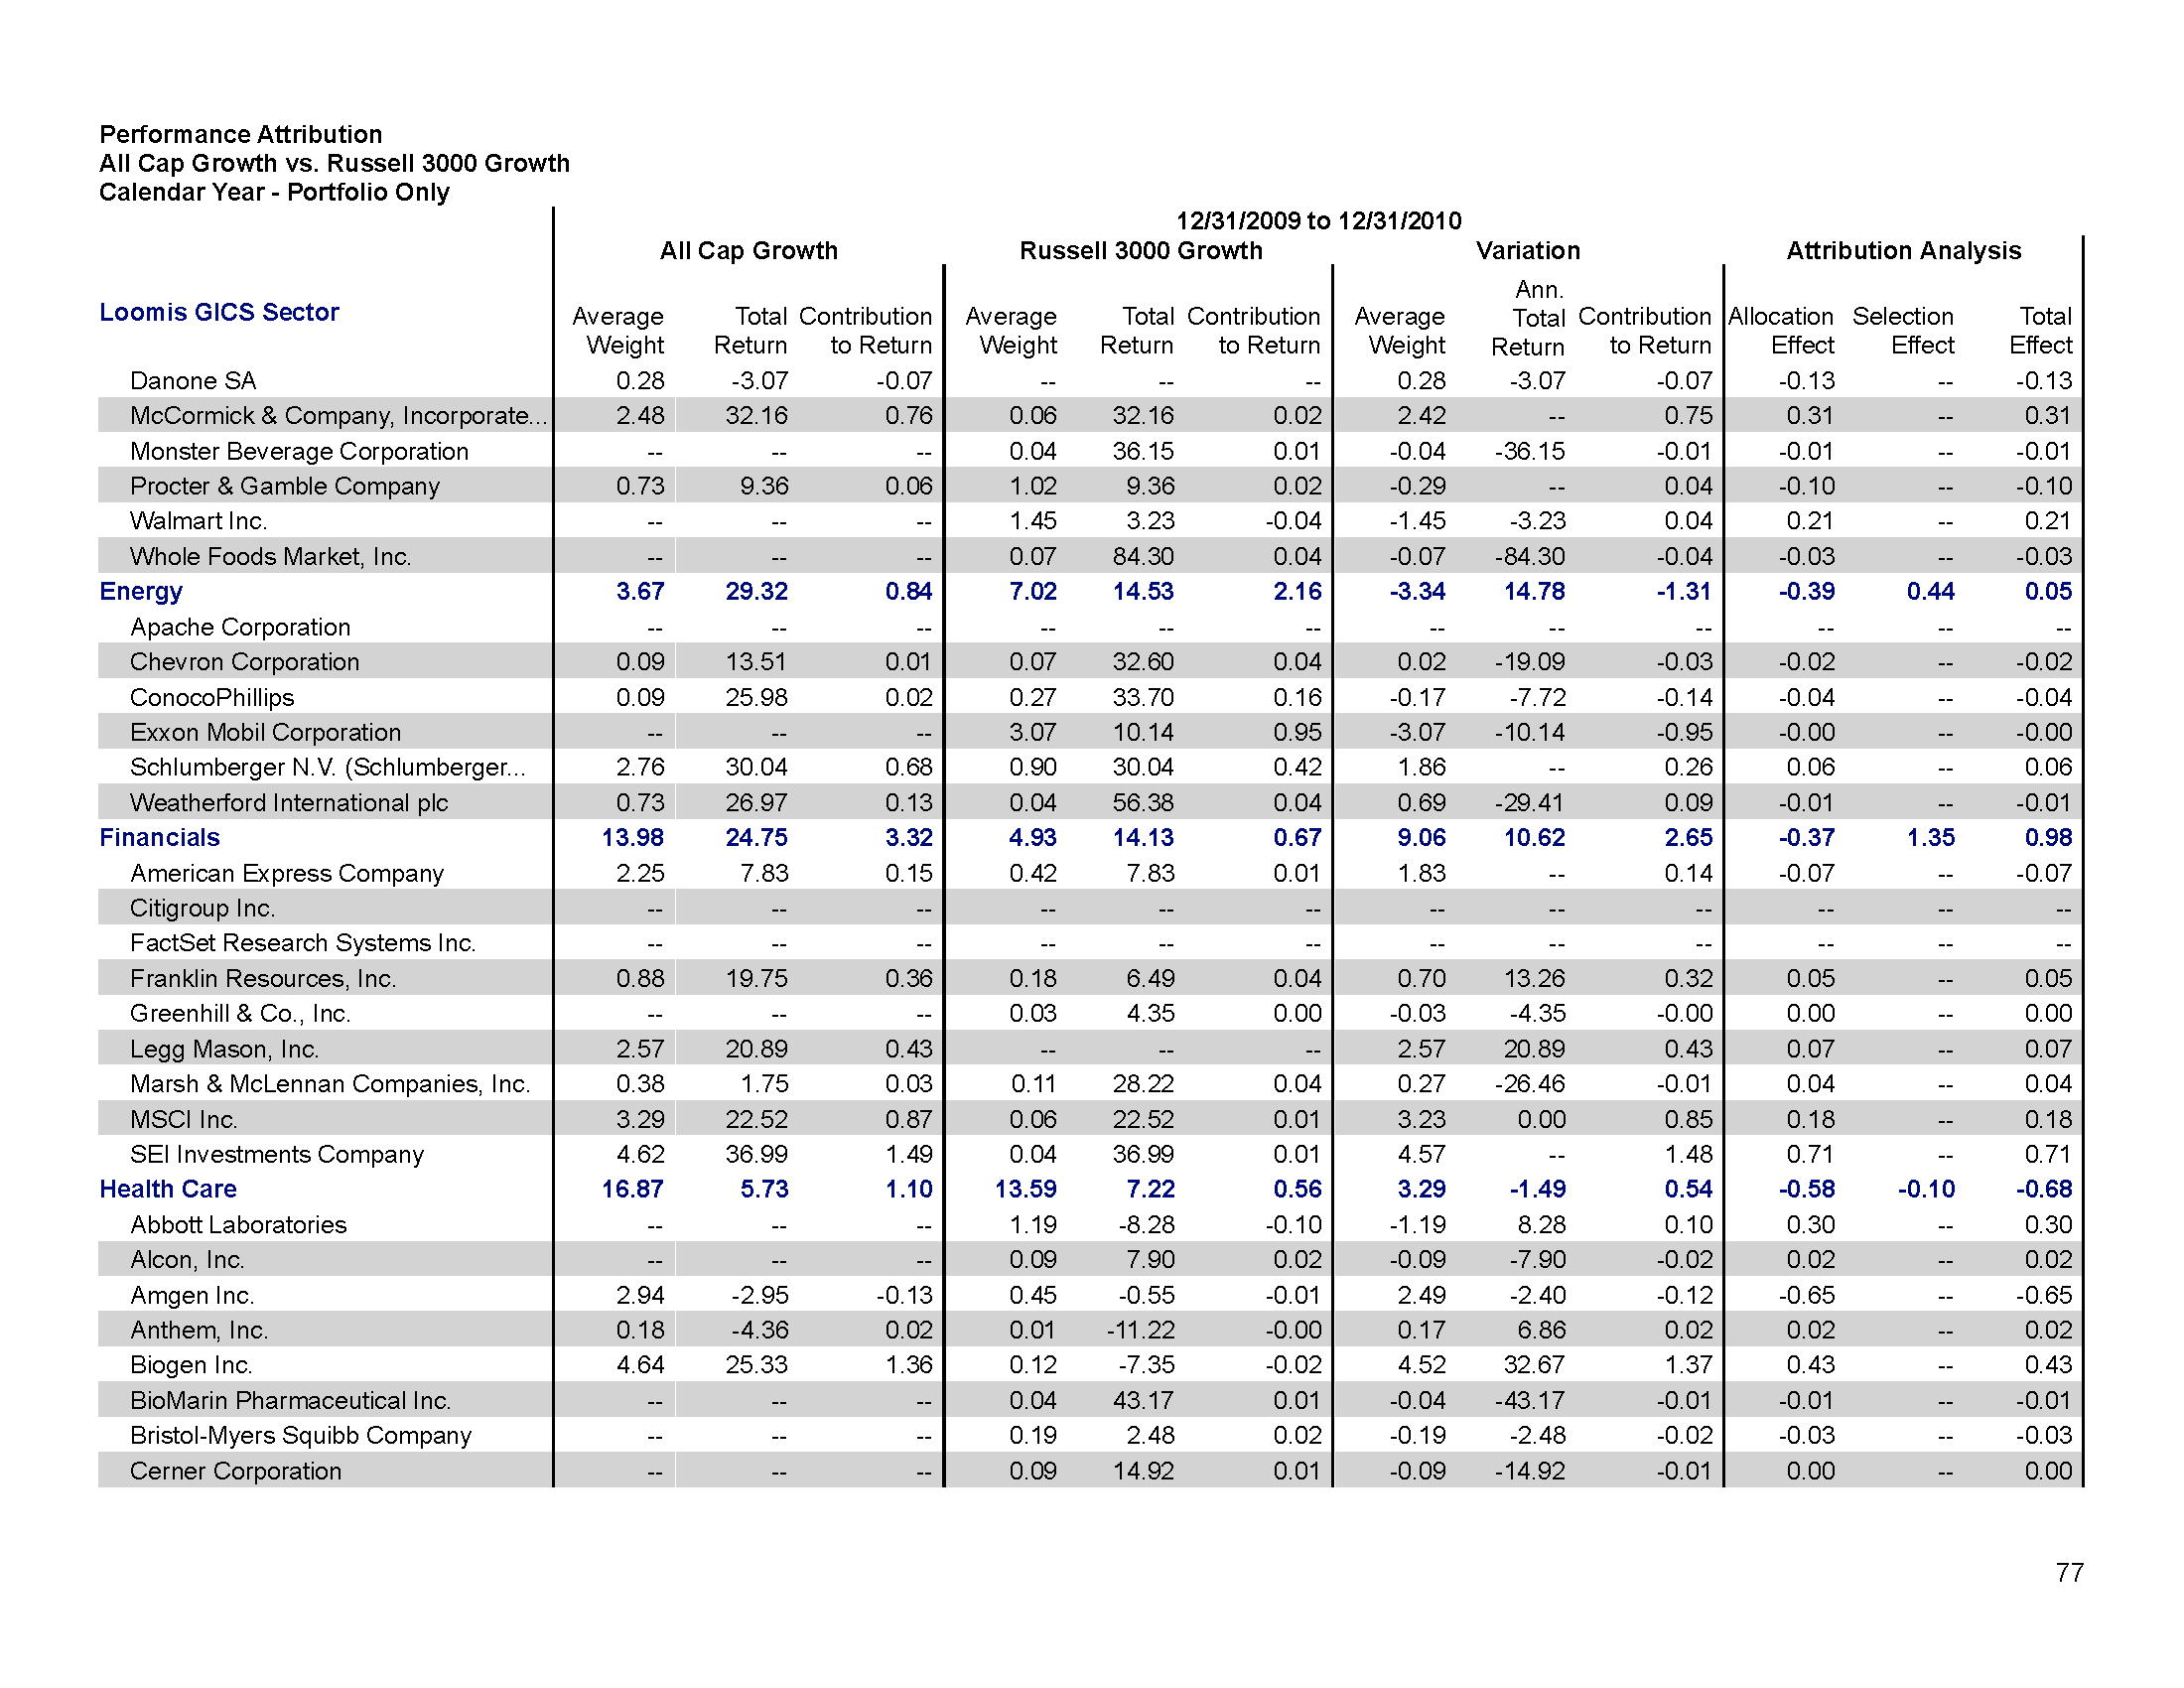 Performance Attribution
All Cap Growth vs. Russell 3000 Growth
Calendar Year - Portfolio Only
12/31/2009 to 12/31/2010
All Cap Growth Russell 3000 Growth Variation Attribution Analysis
Loomis GICS Sector Average Weight Total Return Contribution to Return Average Weight Total Return Contribution to Return Average Weight Ann. Total Return Contribution to Return Allocation Effect Selection Effect Total Effect
Danone SA 0.28 -3.07 -0.07 -- -- -- 0.28 -3.07 -0.07 -0.13 -- -0.13
McCormick & Company, Incorporate... 2.48 32.16 0.76 0.06 32.16 0.02 2.42 -- 0.75 0.31 -- 0.31
Monster Beverage Corporation -- -- -- 0.04 36.15 0.01 -0.04 -36.15 -0.01 -0.01 -- -0.01
Procter & Gamble Company 0.73 9.36 0.06 1.02 9.36 0.02 -0.29 -- 0.04 -0.10 -- -0.10
Walmart Inc. -- -- -- 1.45 3.23 -0.04 -1.45 -3.23 0.04 0.21 -- 0.21
Whole Foods Market, Inc. -- -- -- 0.07 84.30 0.04 -0.07 -84.30 -0.04 -0.03 -- -0.03
Energy 3.67 29.32 0.84 7.02 14.53 2.16 -3.34 14.78 -1.31 -0.39 0.44 0.05
Apache Corporation -- -- -- -- -- -- -- -- -- -- -- --
Chevron Corporation 0.09 13.51 0.01 0.07 32.60 0.04 0.02 -19.09 -0.03 -0.02 -- -0.02
ConocoPhillips 0.09 25.98 0.02 0.27 33.70 0.16 -0.17 -7.72 -0.14 -0.04 -- -0.04
Exxon Mobil Corporation -- -- -- 3.07 10.14 0.95 -3.07 -10.14 -0.95 -0.00 -- -0.00
Schlumberger N.V. (Schlumberger... 2.76 30.04 0.68 0.90 30.04 0.42 1.86 -- 0.26 0.06 -- 0.06
Weatherford International plc 0.73 26.97 0.13 0.04 56.38 0.04 0.69 -29.41 0.09 -0.01 -- -0.01
Financials 13.98 24.75 3.32 4.93 14.13 0.67 9.06 10.62 2.65 -0.37 1.35 0.98
American Express Company 2.25 7.83 0.15 0.42 7.83 0.01 1.83 -- 0.14 -0.07 -- -0.07
Citigroup Inc. -- -- -- -- -- -- -- -- -- -- -- --
FactSet Research Systems Inc. -- -- -- -- -- -- -- -- -- -- -- --
Franklin Resources, Inc. 0.88 19.75 0.36 0.18 6.49 0.04 0.70 13.26 0.32 0.05 -- 0.05
Greenhill & Co., Inc. -- -- -- 0.03 4.35 0.00 -0.03 -4.35 -0.00 0.00 -- 0.00
Legg Mason, Inc. 2.57 20.89 0.43 -- -- -- 2.57 20.89 0.43 0.07 -- 0.07
Marsh & McLennan Companies, Inc. 0.38 1.75 0.03 0.11 28.22 0.04 0.27 -26.46 -0.01 0.04 -- 0.04
MSCI Inc. 3.29 22.52 0.87 0.06 22.52 0.01 3.23 0.00 0.85 0.18 -- 0.18
SEI Investments Company 4.62 36.99 1.49 0.04 36.99 0.01 4.57 -- 1.48 0.71 -- 0.71
Health Care 16.87 5.73 1.10 13.59 7.22 0.56 3.29 -1.49 0.54 -0.58 -0.10 -0.68
Abbott Laboratories -- -- -- 1.19 -8.28 -0.10 -1.19 8.28 0.10 0.30 -- 0.30
Alcon, Inc. -- -- -- 0.09 7.90 0.02 -0.09 -7.90 -0.02 0.02 -- 0.02
Amgen Inc. 2.94 -2.95 -0.13 0.45 -0.55 -0.01 2.49 -2.40 -0.12 -0.65 -- -0.65
Anthem, Inc. 0.18 -4.36 0.02 0.01 -11.22 -0.00 0.17 6.86 0.02 0.02 -- 0.02
Biogen Inc. 4.64 25.33 1.36 0.12 -7.35 -0.02 4.52 32.67 1.37 0.43 -- 0.43
BioMarin Pharmaceutical Inc. -- -- -- 0.04 43.17 0.01 -0.04 -43.17 -0.01 -0.01 -- -0.01
Bristol-Myers Squibb Company -- -- -- 0.19 2.48 0.02 -0.19 -2.48 -0.02 -0.03 -- -0.03
Cerner Corporation -- -- -- 0.09 14.92 0.01 -0.09 -14.92 -0.01 0.00 -- 0.00
77